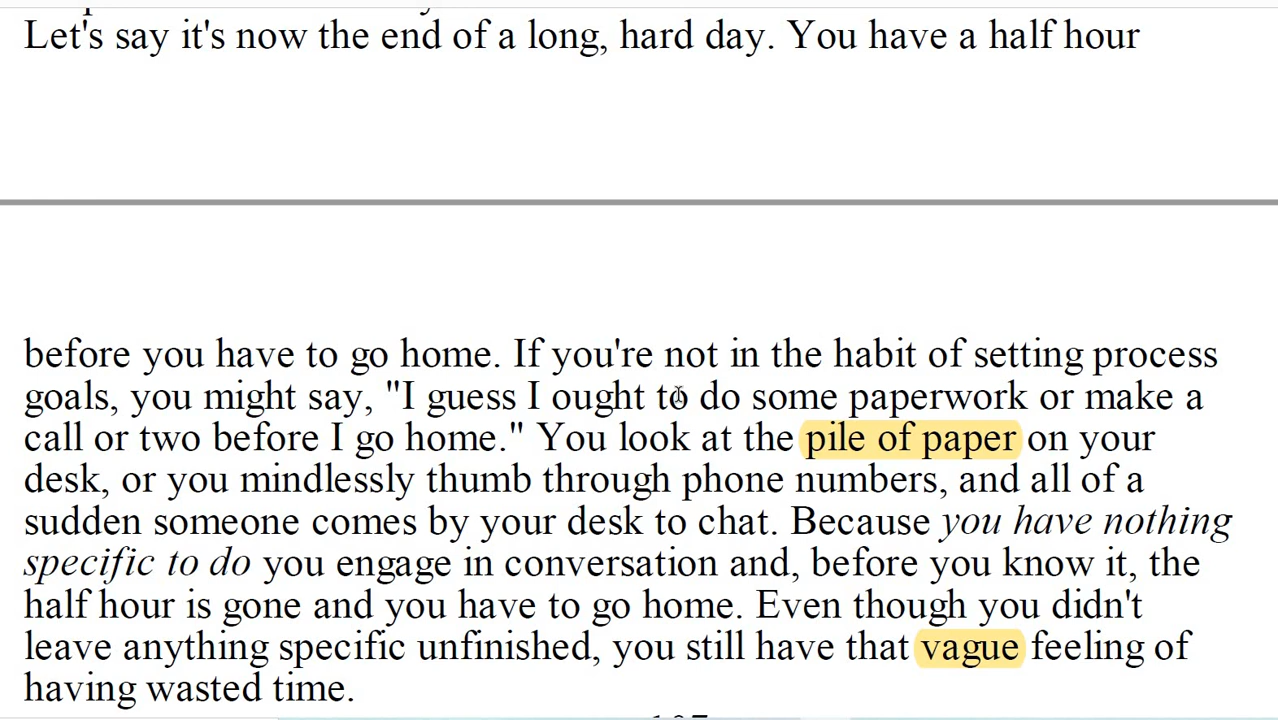 Let's say it's now the end of a long, hard day. You have a half hour
before you have to go home. If you're not in the habit of setting process
goals, you might say, "I guess I ought to do some paperwork or make a
call or two before I go home." You look at the pile of paper on your
desk, or you mindlessly thumb through phone numbers, and all of a
sudden someone comes by your desk to chat. Because you have nothing
specific to do you engage in conversation and, before you know it, the
half hour is gone and you have to go home. Even though you didn't
leave anything specific unfinished, you still have that vague feeling of
having wasted time.